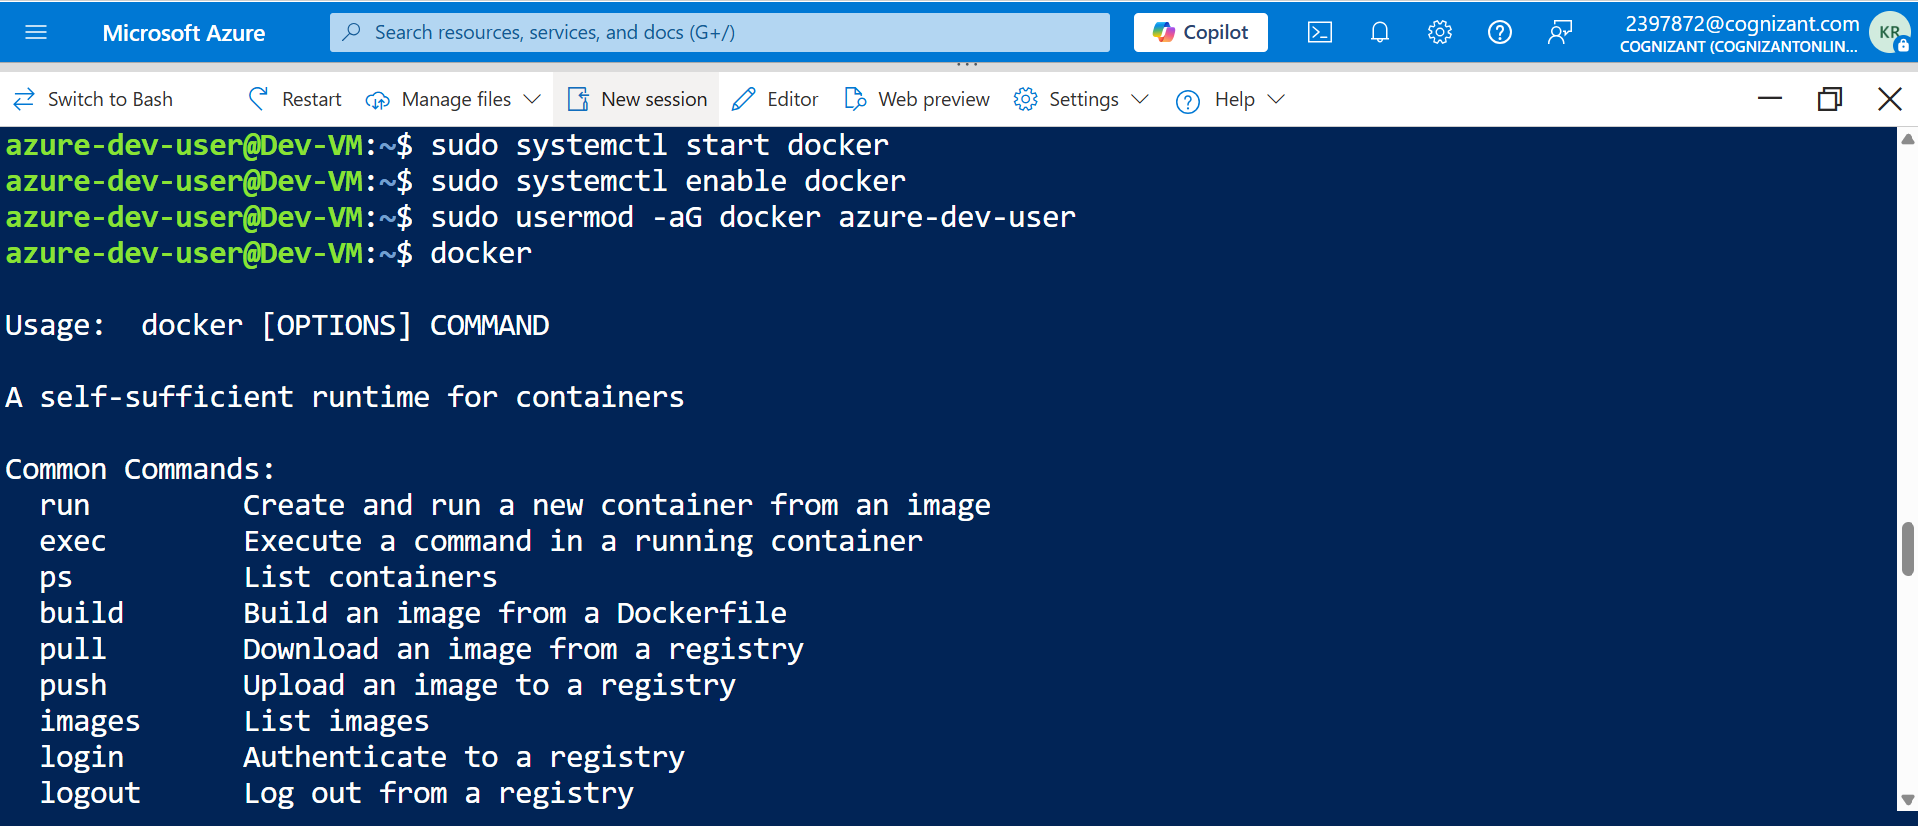 Microsoft Azure
Search resources, services, and docs (G+/)
Copilot
2397872@cognizant.com
COGNIZANT (COGNIZANTONLIN...
KR
Switch to Bash
Restart
Manage files
New session
Editor
Web preview
Settings
Help
azure-dev-user@Dev-VM:~$ sudo systemctl start docker
azure-dev-user@Dev-VM:~$ sudo systemctl enable docker
azure-dev-user@Dev-VM:~$ sudo usermod -aG docker azure-dev-user
azure-dev-user@Dev-VM:~$ docker
Usage:  docker [OPTIONS] COMMAND
A self-sufficient runtime for containers
Common Commands:
  run         Create and run a new container from an image
  exec        Execute a command in a running container
  ps          List containers
  build       Build an image from a Dockerfile
  pull        Download an image from a registry
  push        Upload an image to a registry
  images      List images
  login       Authenticate to a registry
  logout      Log out from a registry